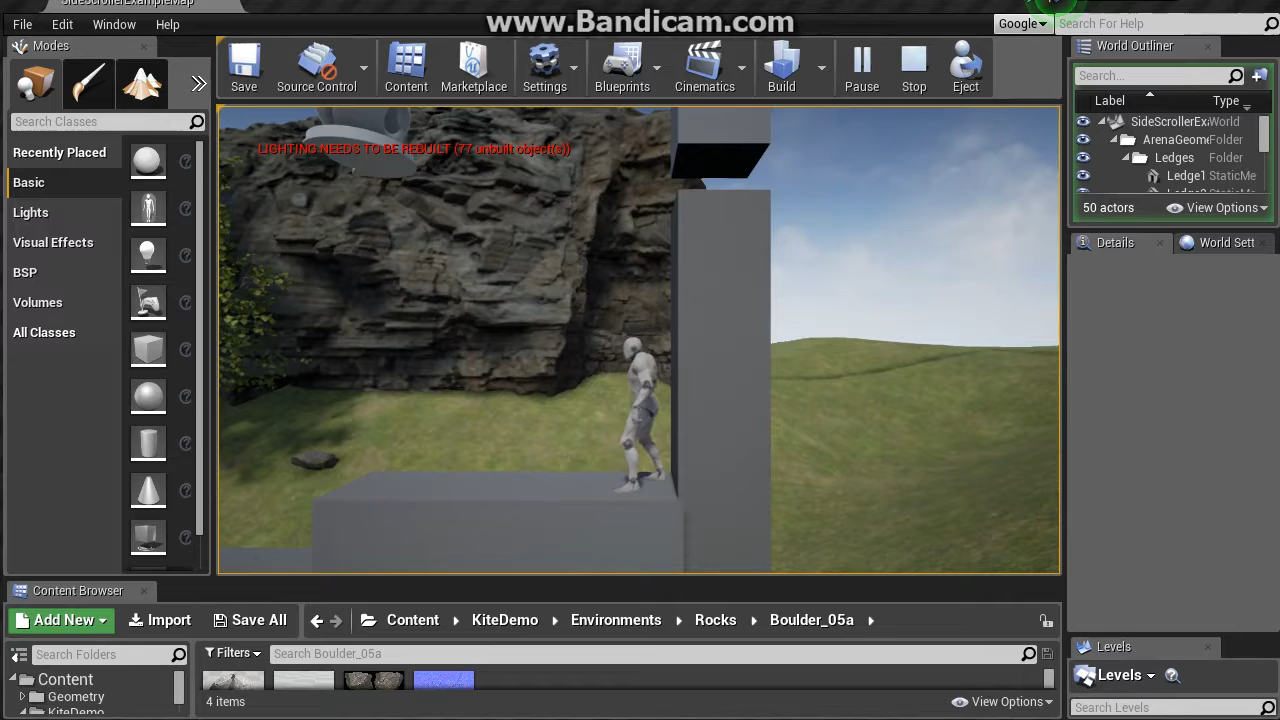 SideScrollerExampleMap
www.Bandicam.com
File Edit Window Help
Google Search For Help
Modes
Save Source Control Content Marketplace Settings Blueprints Cinematics Build Pause Stop Eject
World Outliner
Search...
Label Type
SideScrollerEx World
ArenaGeome Folder
Ledges Folder
Ledge1 StaticMe
50 actors View Options
Search Classes
Recently Placed
Basic
Lights
Visual Effects
BSP
Volumes
All Classes
LIGHTING NEEDS TO BE REBUILT (77 unbuilt object(s))
Details World Sett
Content Browser
Add New Import Save All Content KiteDemo Environments Rocks Boulder_05a
Search Folders
Filters Search Boulder_05a
Content
Geometry
KiteDemo
4 items View Options
Levels
Levels
Search Levels